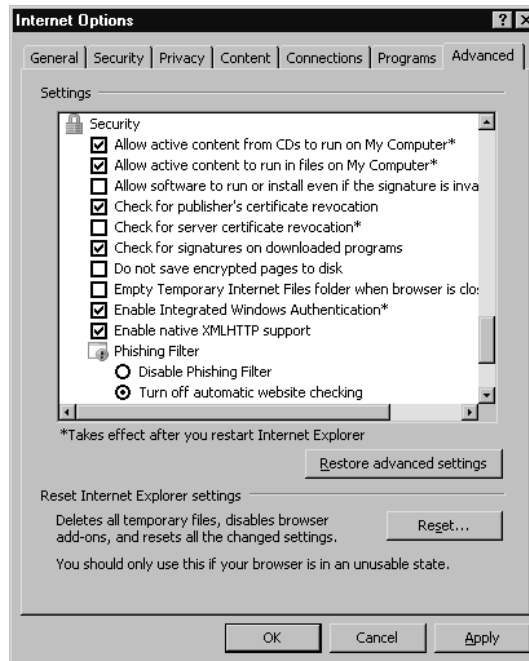 Internet Options
General Security Privacy Content Connections Programs Advanced
Settings
Security
Allow active content from CDs to run on My Computer*
Allow active content to run in files on My Computer*
Allow software to run or install even if the signature is inva
Check for publisher's certificate revocation
Check for server certificate revocation*
Check for signatures on downloaded programs
Do not save encrypted pages to disk
Empty Temporary Internet Files folder when browser is clo
Enable Integrated Windows Authentication*
Enable native XMLHTTP support
Phishing Filter
Disable Phishing Filter
Turn off automatic website checking
*Takes effect after you restart Internet Explorer
Restore advanced settings
Reset Internet Explorer settings
Deletes all temporary files, disables browser
add-ons, and resets all the changed settings.
Reset...
You should only use this if your browser is in an unusable state.
OK Cancel Apply